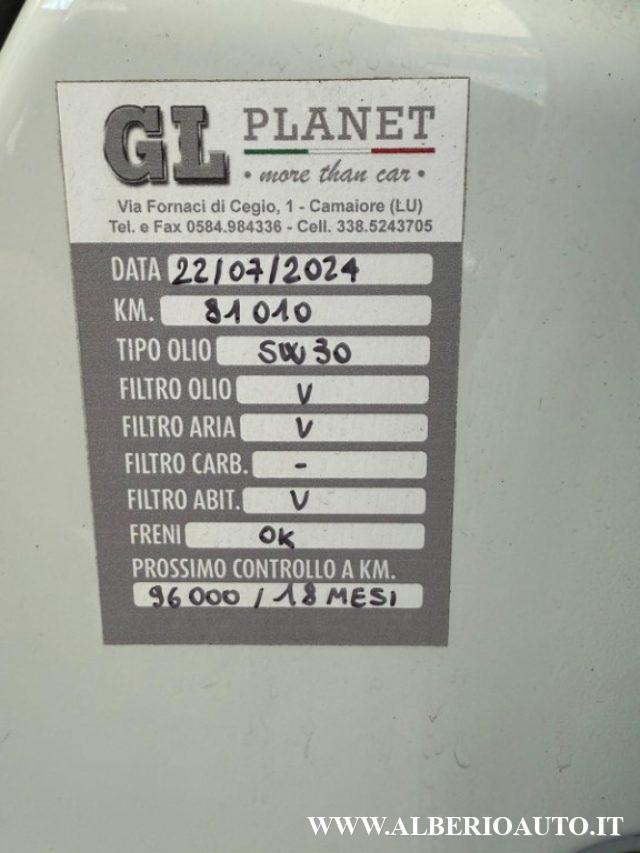 GL PLANET
• more than car •
Via Fornaci di Cegio, 1 - Camaiore (LU)
Tel. e Fax 0584.984336 - Cell. 338.5243705
DATA 22/07/2024
KM. 81010
TIPO OLIO 5W30
FILTRO OLIO V
FILTRO ARIA V
FILTRO CARB. -
FILTRO ABIT. V
FRENI OK
PROSSIMO CONTROLLO A KM.
96000 / 18 MESI
WWW.ALBERIOAUTO.IT